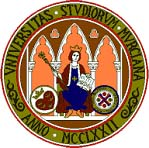 VNIVERSITAS STVDIORVM MVRCIANA
ANNO MCCLXXII